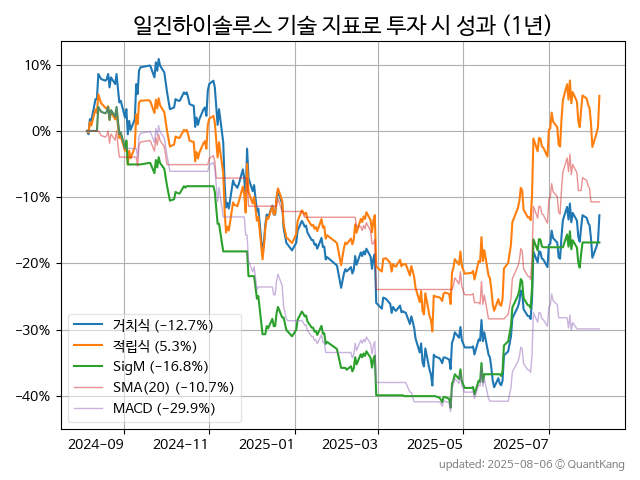 일진하이솔루스 기술 지표로 투자 시 성과 (1년)
10%
0%
−10%
−20%
−30%
−40%
거치식 (−12.7%)
적립식 (5.3%)
SigM (−16.8%)
SMA(20) (−10.7%)
MACD (−29.9%)
2024-09 2024-11 2025-01 2025-03 2025-05 2025-07
updated: 2025-08-06 ⓒ QuantKang